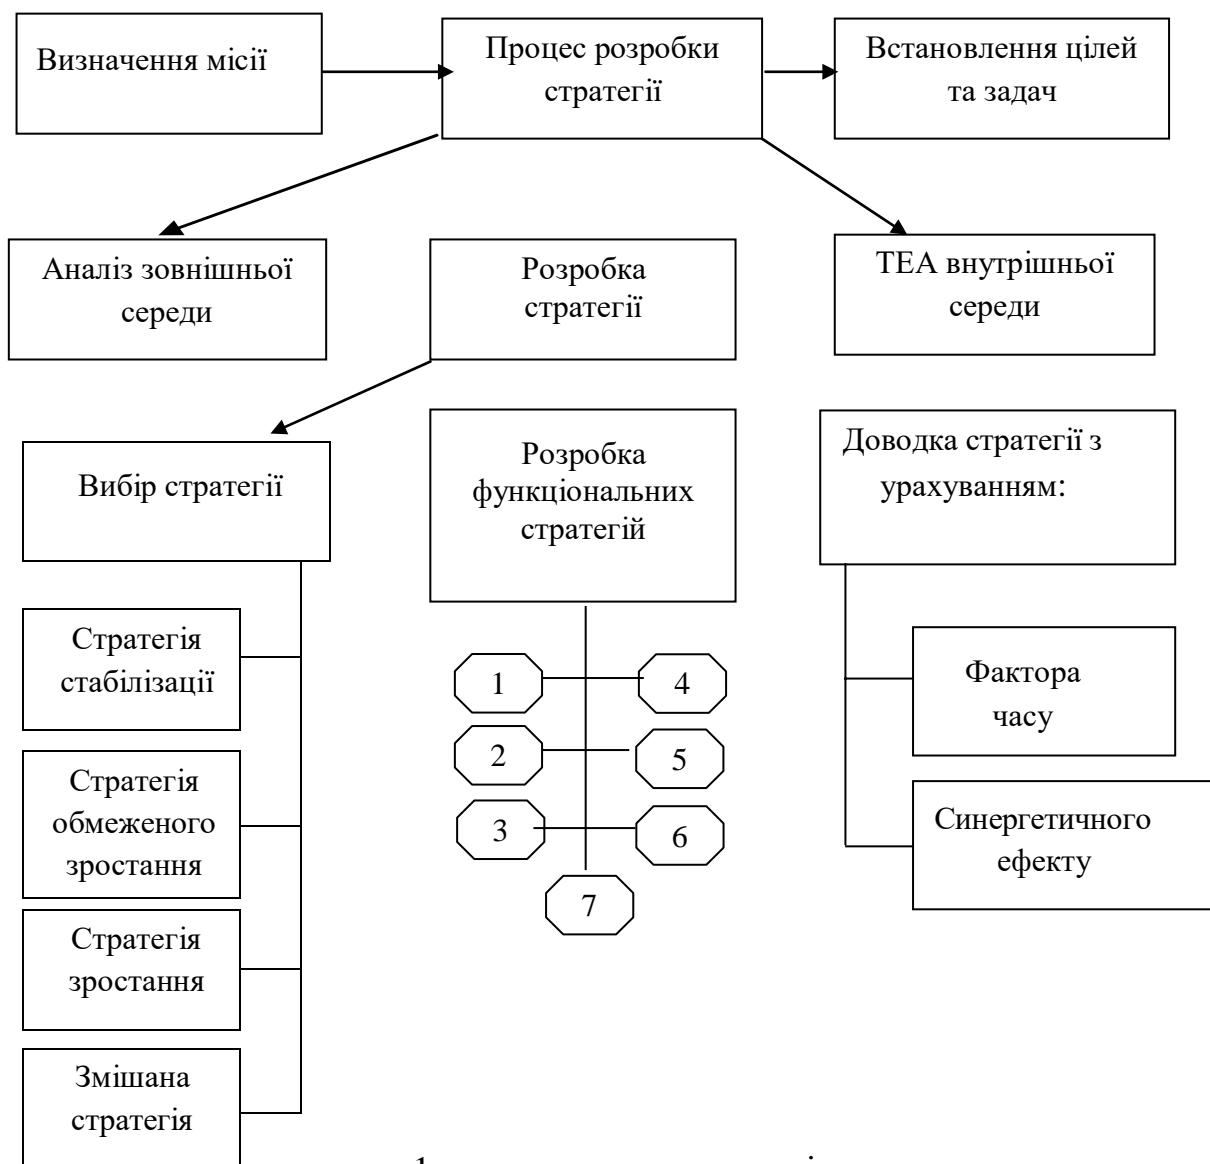 Визначення місії
Процес розробки
стратегії
Встановлення цілей
та задач
Аналіз зовнішньої
середи
Розробка
стратегії
ТЕА внутрішньої
середи
Вибір стратегії
Розробка
функціональних
стратегій
Доводка стратегії з
урахуванням:
Стратегія
стабілізації
Стратегія
обмеженого
зростання
Стратегія
зростання
Змішана
стратегія
1
4
2
5
3
6
7
Фактора
часу
Синергетичного
ефекту